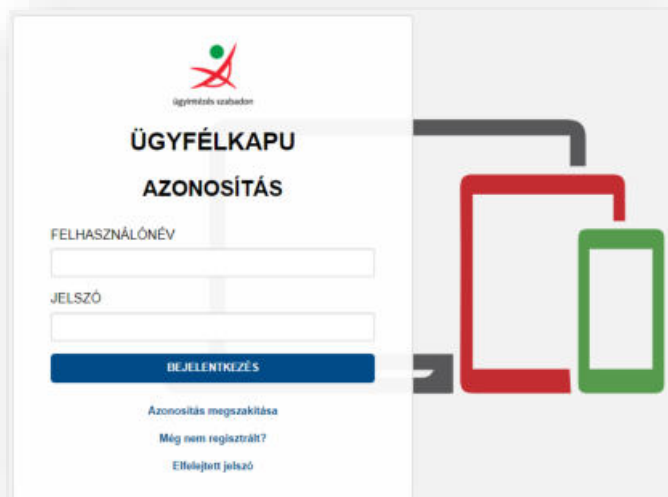 ügyintézés szabadon
ÜGYFÉLKAPU
AZONOSÍTÁS
FELHASZNÁLÓNÉV
JELSZÓ
BEJELENTKEZÉS
Azonosítás megszakítása
Még nem regisztrált?
Elfelejtett jelszó